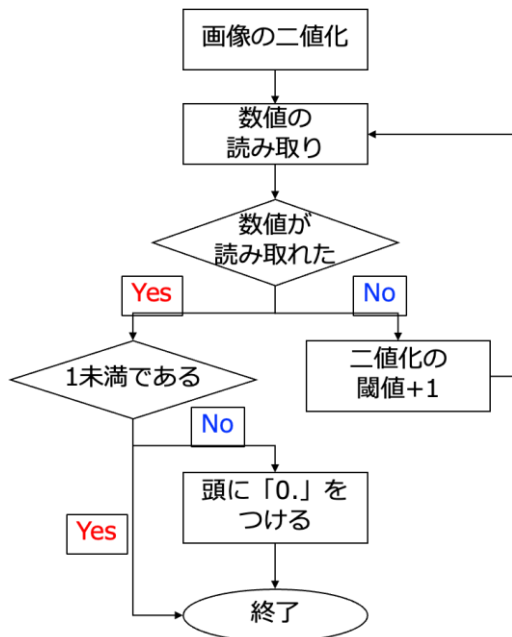 画像の二値化
数値の
読み取り
数値が
読み取れた
Yes
No
1未満である
二値化の
閾値+1
No
頭に「0.」を
つける
Yes
終了